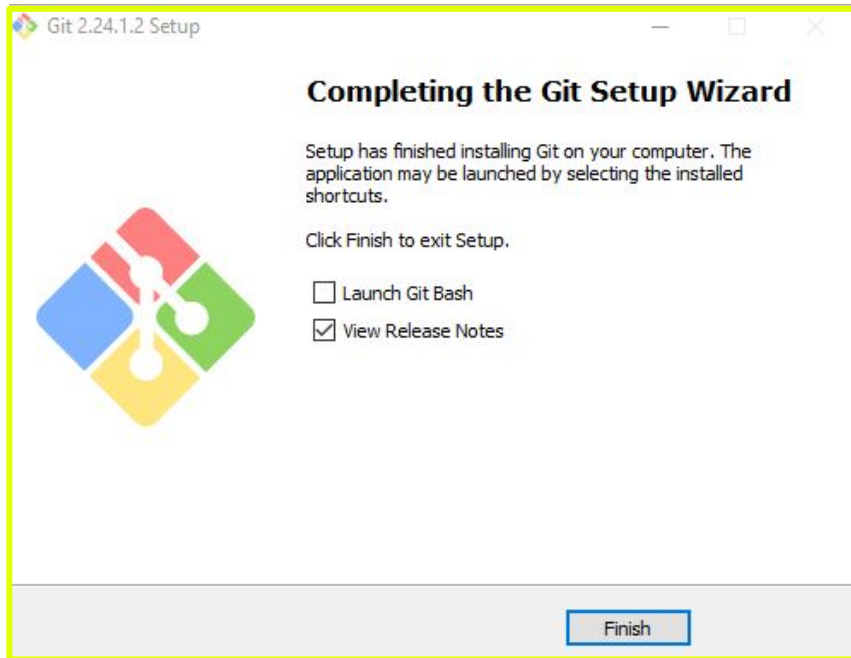 Git 2.24.1.2 Setup
Completing the Git Setup Wizard
Setup has finished installing Git on your computer. The
application may be launched by selecting the installed
shortcuts.
Click Finish to exit Setup.
Launch Git Bash
View Release Notes
Finish